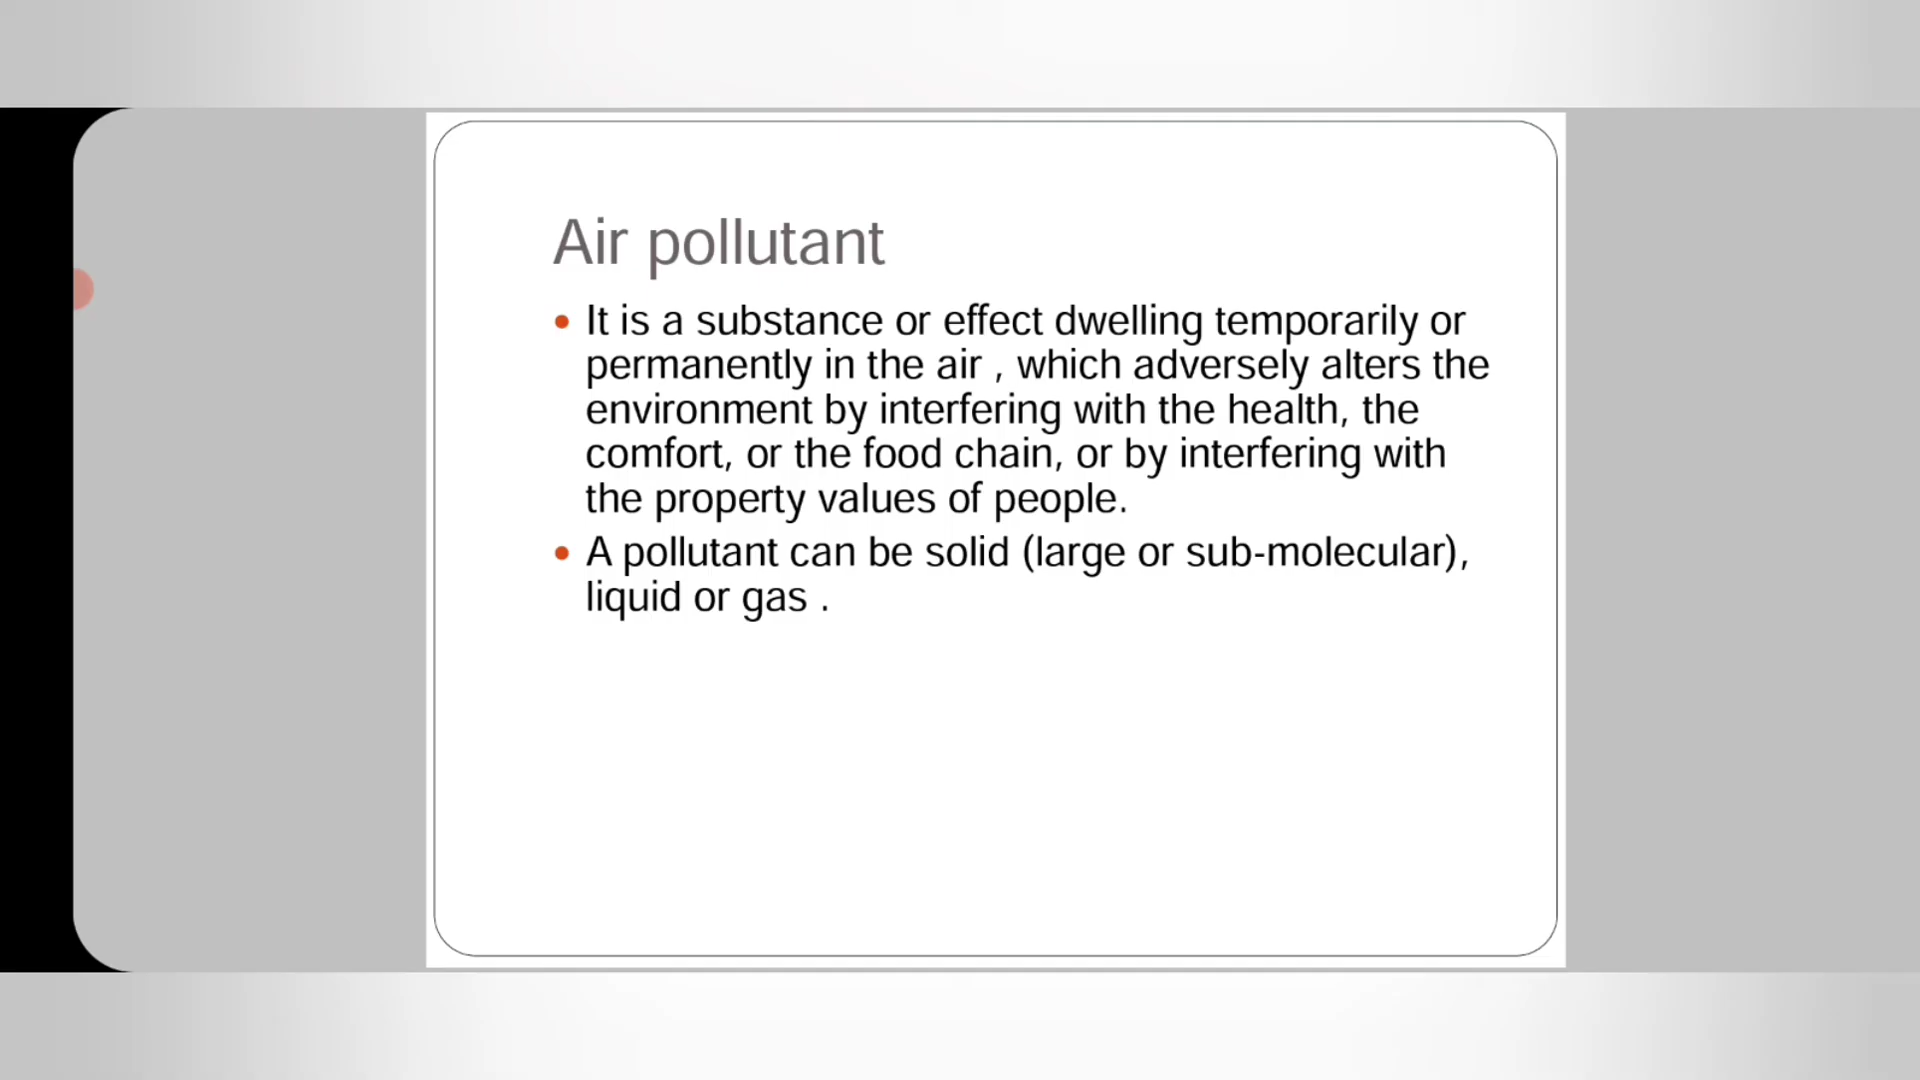 Air pollutant
• It is a substance or effect dwelling temporarily or
permanently in the air , which adversely alters the
environment by interfering with the health, the
comfort, or the food chain, or by interfering with
the property values of people.
• A pollutant can be solid (large or sub-molecular),
liquid or gas .